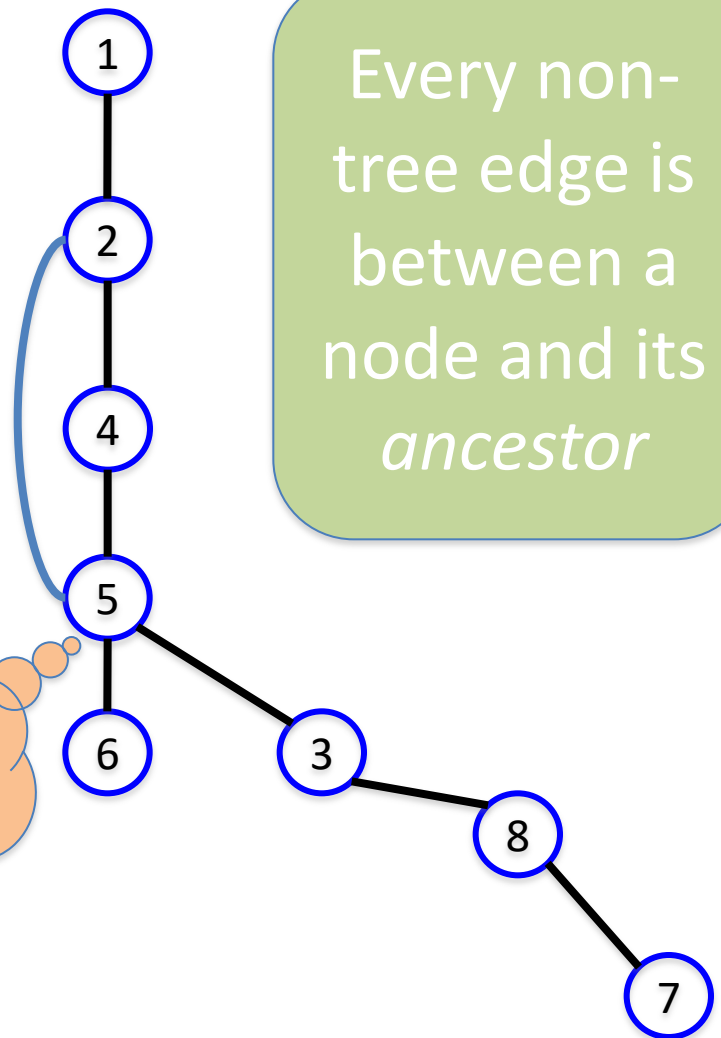 1
Every non-
tree edge is
between a
node and its
ancestor
2
4
5
6
3
8
7